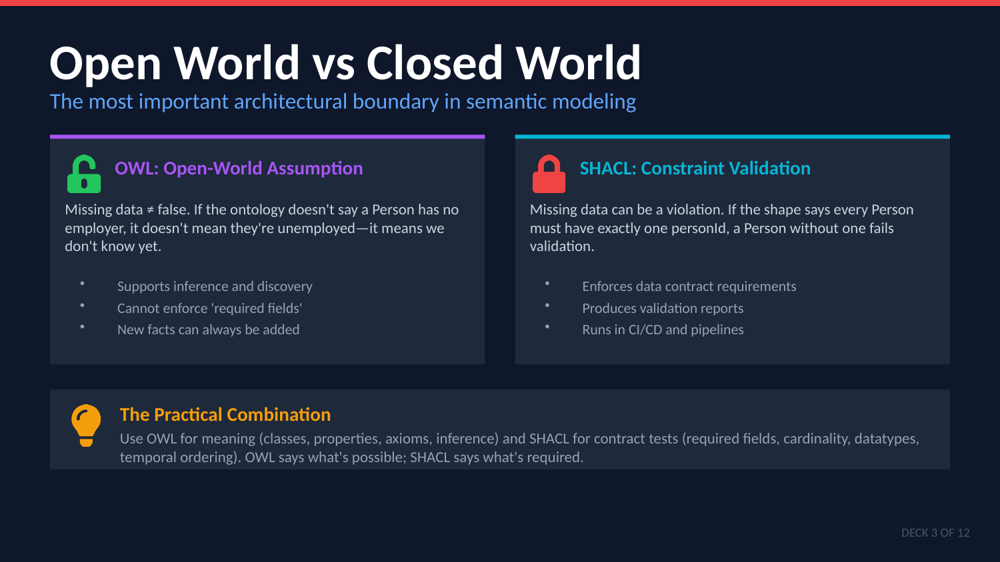 Open World vs Closed World
The most important architectural boundary in semantic modeling
OWL: Open-World Assumption
Missing data ≠ false. If the ontology doesn't say a Person has no
employer, it doesn't mean they're unemployed—it means we
don't know yet.
• Supports inference and discovery
• Cannot enforce 'required fields'
• New facts can always be added
SHACL: Constraint Validation
Missing data can be a violation. If the shape says every Person
must have exactly one personId, a Person without one fails
validation.
• Enforces data contract requirements
• Produces validation reports
• Runs in CI/CD and pipelines
The Practical Combination
Use OWL for meaning (classes, properties, axioms, inference) and SHACL for contract tests (required fields, cardinality, datatypes,
temporal ordering). OWL says what's possible; SHACL says what's required.
DECK 3 OF 12